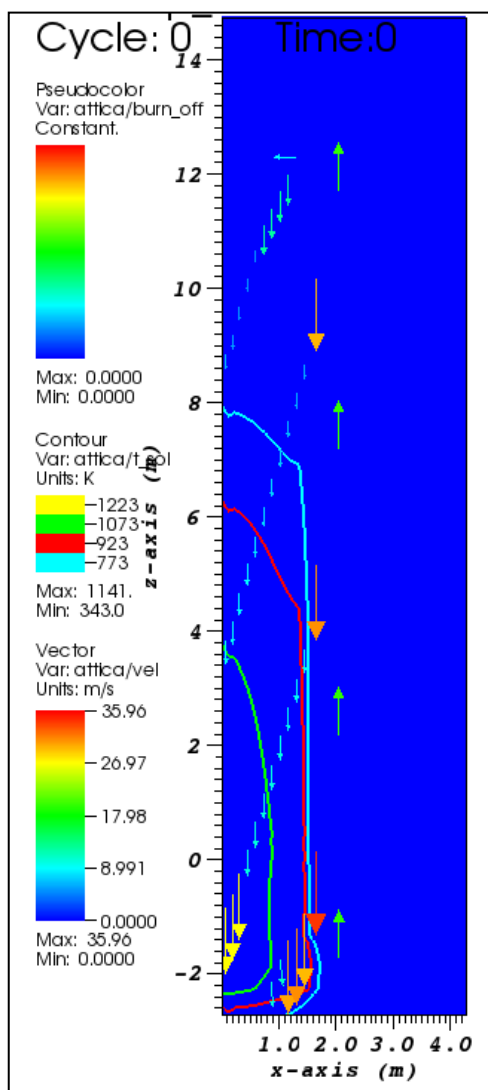 Cycle: 0 Time:0
Pseudocolor
Var: attica/burn_off
Constant.
Max: 0.0000
Min: 0.0000
Contour
Var: attica/t_ol
Units: K
1223
1073
923
773
Max: 1141.
Min: 343.0
Vector
Var: attica/vel
Units: m/s
35.96
26.97
17.98
8.991
0.0000
Max: 35.96
Min: 0.0000
z-axis (m)
14
12
10
8
6
4
2
0
-2
1.0 2.0 3.0 4.0
x-axis (m)